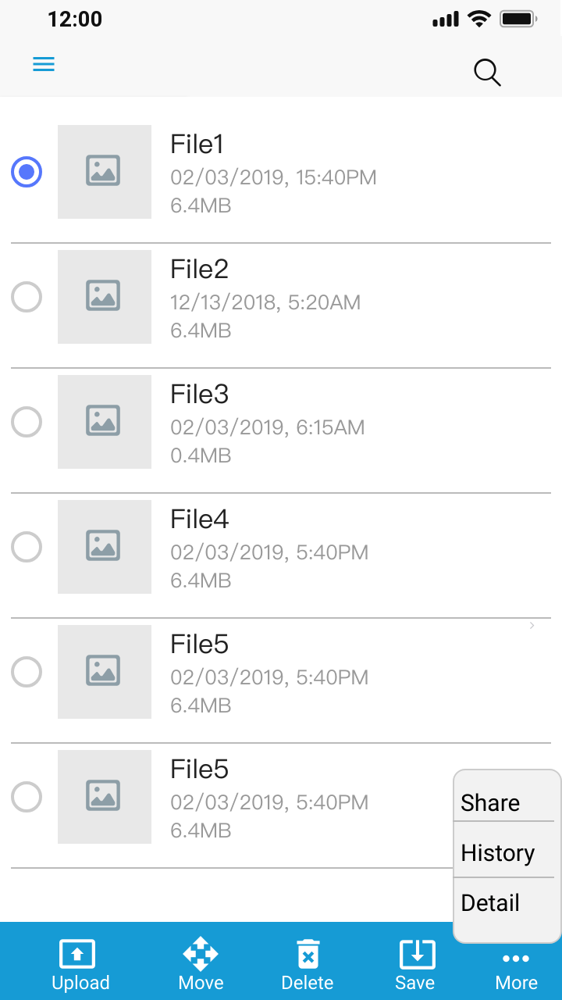 12:00
File1
02/03/2019, 15:40PM
6.4MB
File2
12/13/2018, 5:20AM
6.4MB
File3
02/03/2019, 6:15AM
0.4MB
File4
02/03/2019, 5:40PM
6.4MB
File5
02/03/2019, 5:40PM
6.4MB
File5
02/03/2019, 5:40PM
6.4MB
Share
History
Detail
Upload
Move
Delete
Save
More